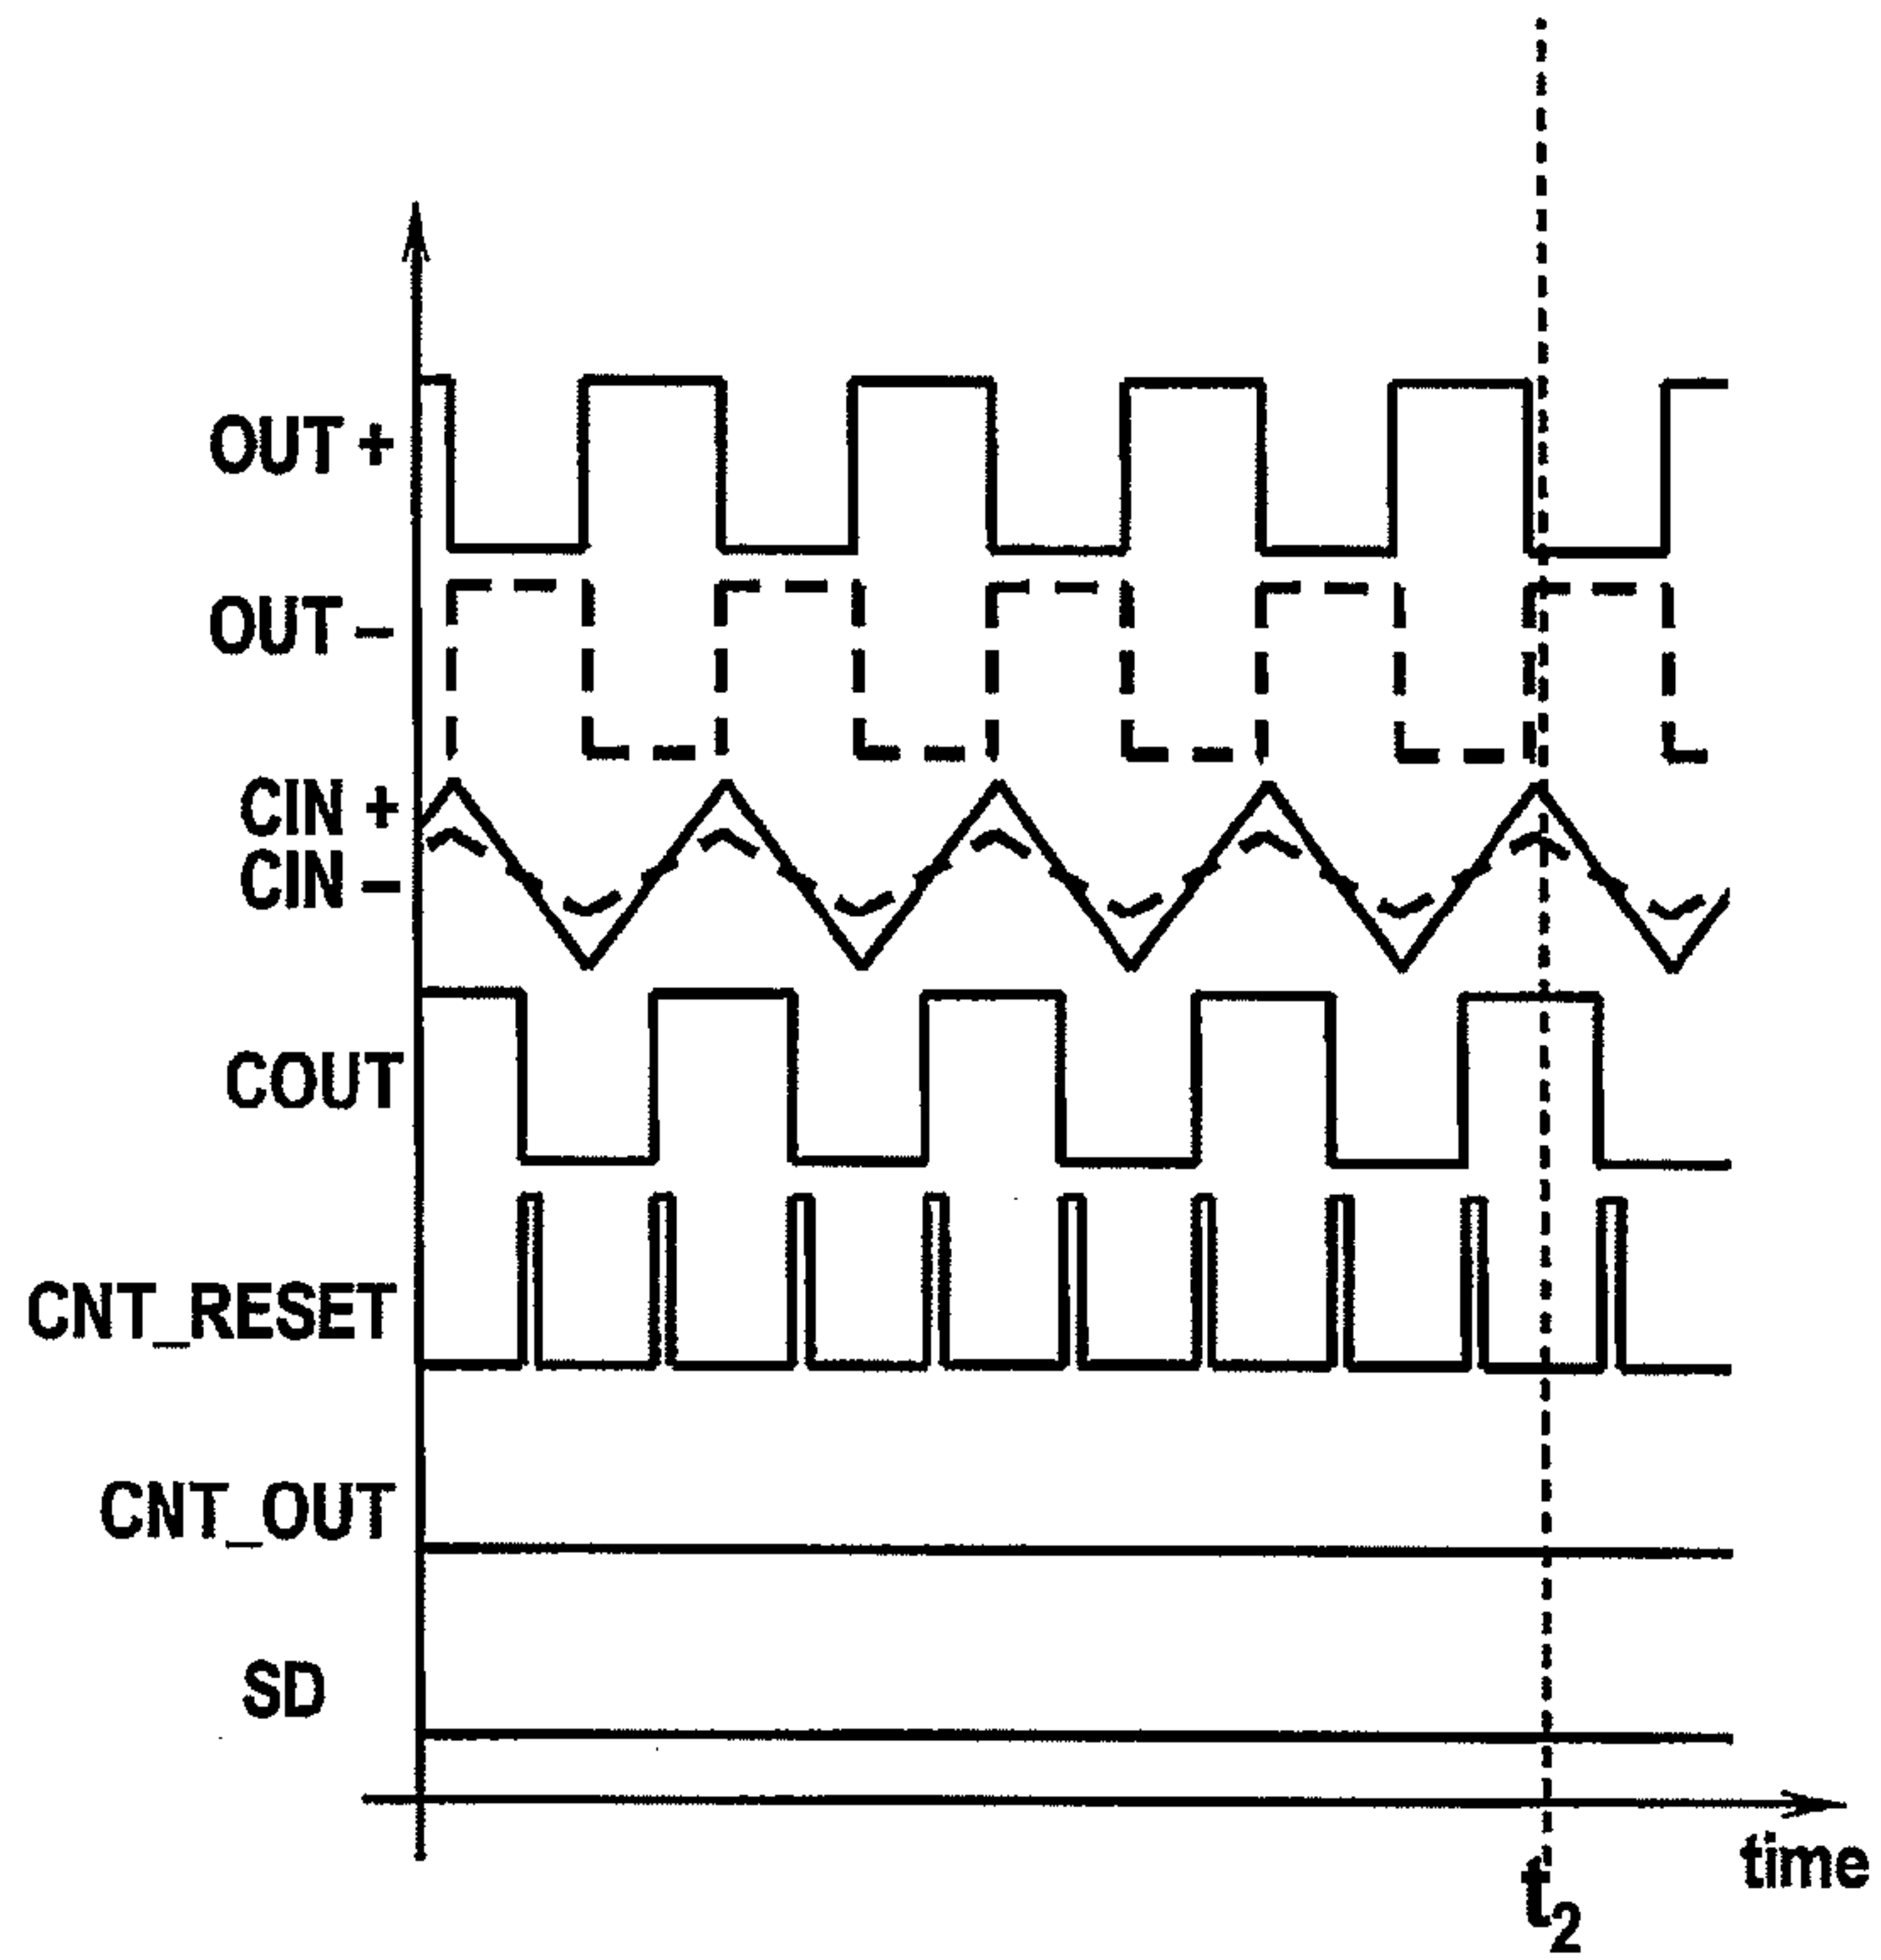 OUT +
OUT –
CIN +
CIN –
COUT
CNT_RESET
CNT_OUT
SD
time
t2